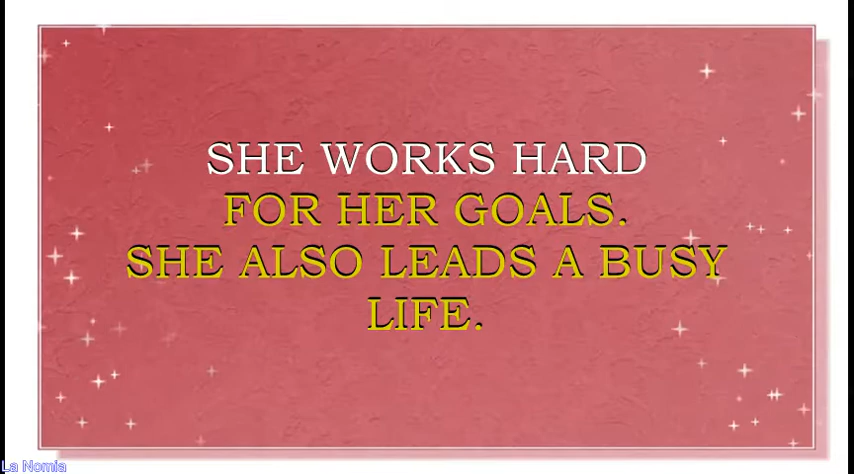 SHE WORKS HARD
FOR HER GOALS.
SHE ALSO LEADS A BUSY
LIFE.
La Nomia